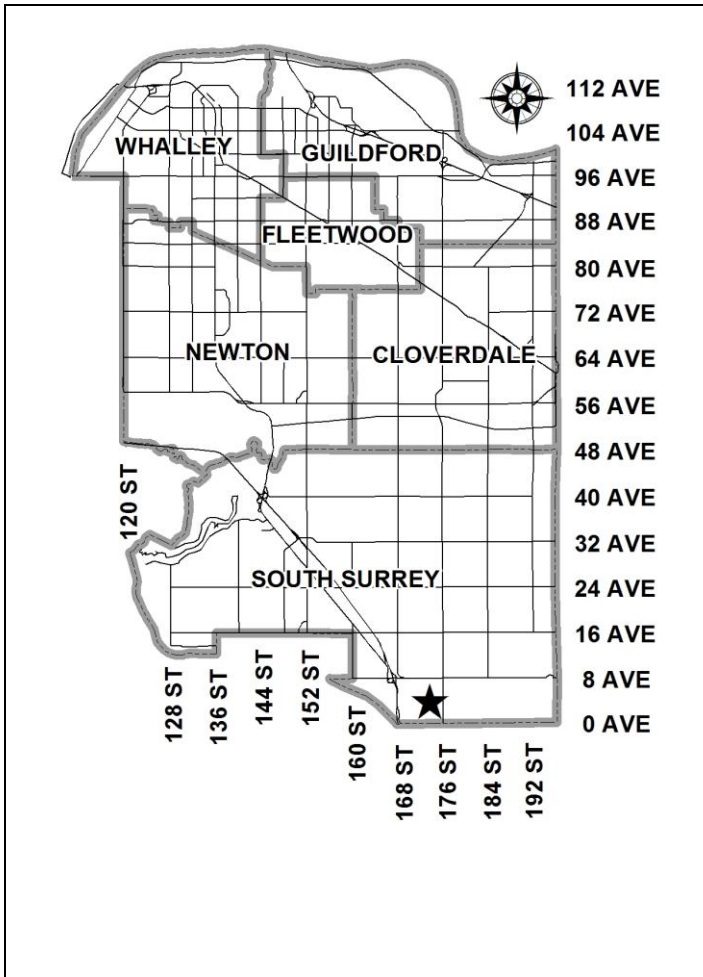 112 AVE
104 AVE
WHALLEY
GUILDFORD
96 AVE
88 AVE
FLEETWOOD
80 AVE
72 AVE
NEWTON
CLOVERDALE
64 AVE
56 AVE
48 AVE
120 ST
40 AVE
32 AVE
SOUTH SURREY
24 AVE
16 AVE
8 AVE
0 AVE
128 ST
136 ST
144 ST
152 ST
160 ST
168 ST
176 ST
184 ST
192 ST